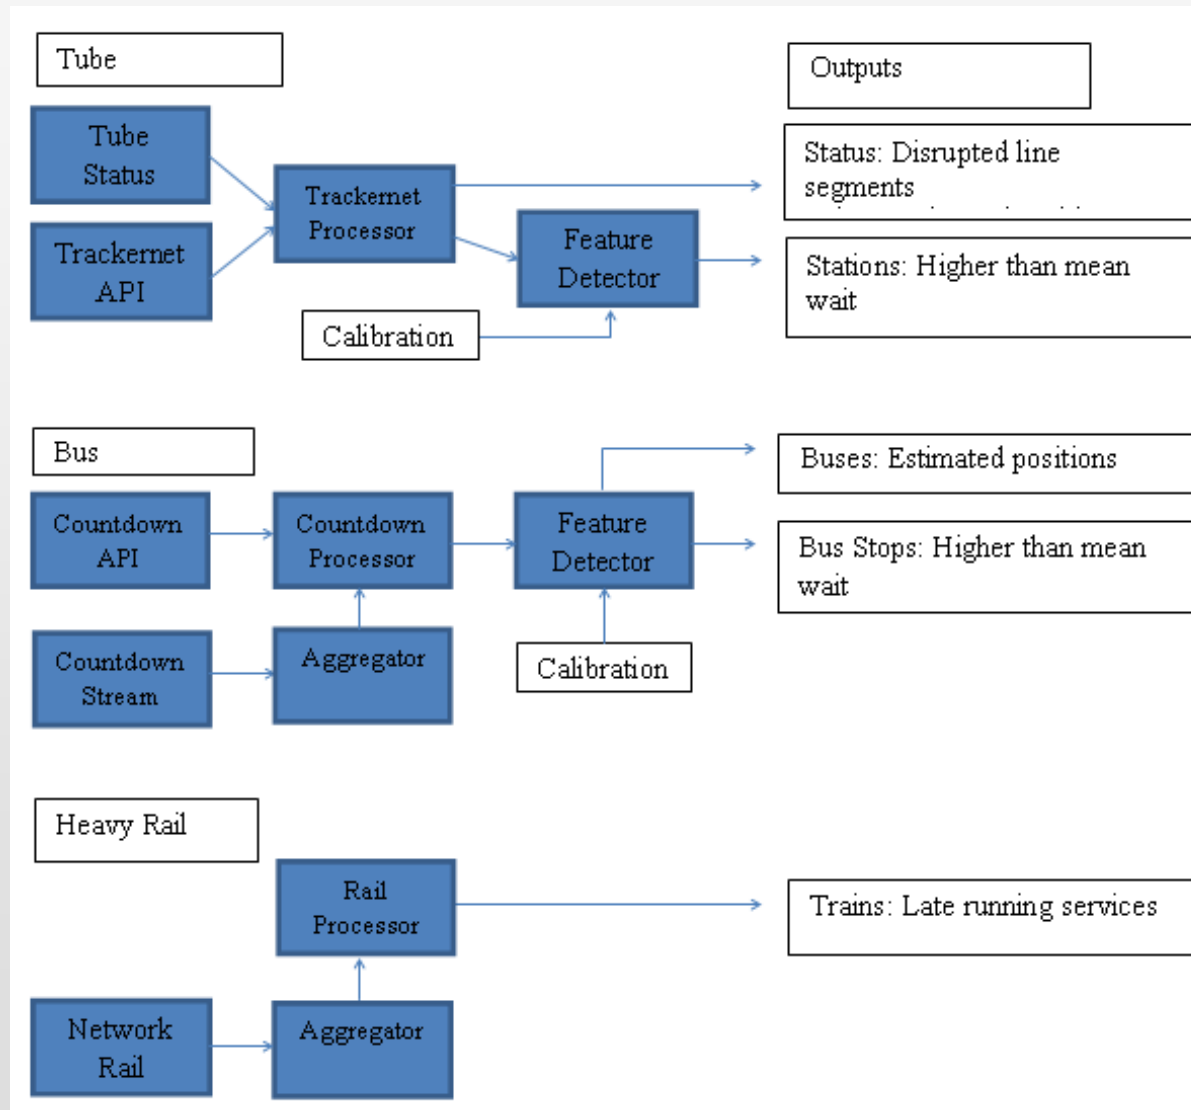 Tube
Outputs
Tube
Status
Trackernet
API
Trackernet
Processor
Feature
Detector
Calibration
Status: Disrupted line
segments
Stations: Higher than mean
wait
Bus
Countdown
API
Countdown
Processor
Feature
Detector
Countdown
Stream
Aggregator
Calibration
Buses: Estimated positions
Bus Stops: Higher than mean
wait
Heavy Rail
Rail
Processor
Network
Rail
Aggregator
Trains: Late running services